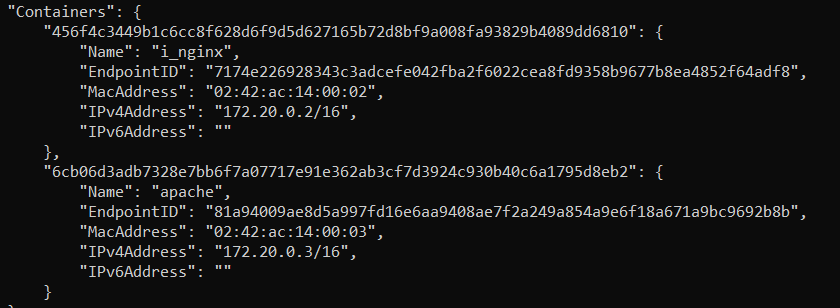 "Containers": {
"456f4c3449b1c6cc8f628d6f9d5d627165b72d8bf9a008fa93829b4089dd6810": {
"Name": "i_nginx",
"EndpointID": "7174e226928343c3adcefe042fba2f6022cea8fd9358b9677b8ea4852f64adf8",
"MacAddress": "02:42:ac:14:00:02",
"IPv4Address": "172.20.0.2/16",
"IPv6Address": ""
},
"6cb06d3adb7328e7bb6f7a07717e91e362ab3cf7d3924c930b40c6a1795d8eb2": {
"Name": "apache",
"EndpointID": "81a94009ae8d5a997fd16e6aa9408ae7f2a249a854a9e6f18a671a9bc9692b8b",
"MacAddress": "02:42:ac:14:00:03",
"IPv4Address": "172.20.0.3/16",
"IPv6Address": ""
}